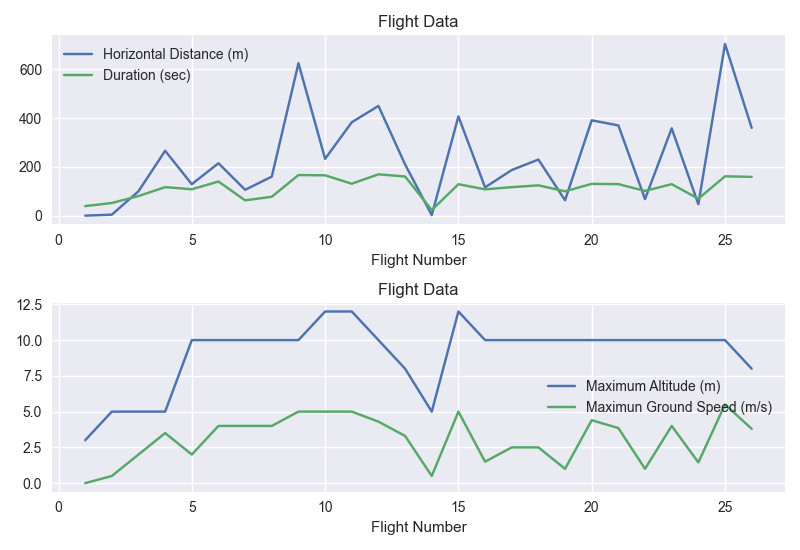 Flight Data
Horizontal Distance (m)
Duration (sec)
600
400
200
0
0 5 10 15 20 25
Flight Number
Flight Data
12.5
10.0
7.5
5.0
2.5
0.0
Maximum Altitude (m)
Maximun Ground Speed (m/s)
0 5 10 15 20 25
Flight Number